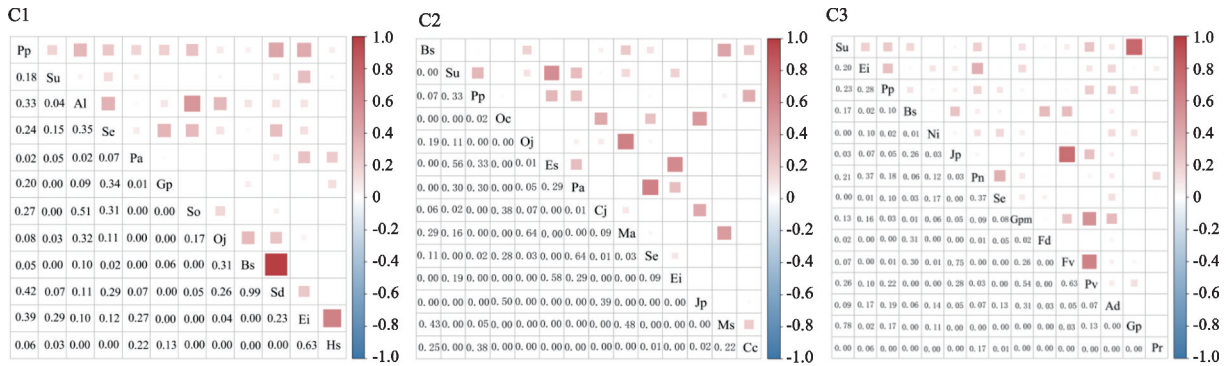 C1
Pp
0.18 Su
0.33 0.04 Al
0.24 0.15 0.35 Se
0.02 0.05 0.02 0.07 Pa
0.20 0.00 0.09 0.34 0.01 Gp
0.27 0.00 0.51 0.31 0.00 0.00 So
0.08 0.03 0.32 0.11 0.00 0.00 0.17 Oj
0.05 0.00 0.10 0.02 0.00 0.06 0.00 0.31 Bs
0.42 0.07 0.11 0.29 0.07 0.00 0.05 0.26 0.99 Sd
0.39 0.29 0.10 0.12 0.27 0.00 0.00 0.04 0.00 0.23 Ei
0.06 0.03 0.00 0.00 0.22 0.13 0.00 0.00 0.00 0.00 0.63 Hs
1.0
0.8
0.6
0.4
0.2
0
-0.2
-0.4
-0.6
-0.8
-1.0
C2
Bs
0.00 Su
0.07 0.33 Pp
0.00 0.00 0.02 Oc
0.19 0.11 0.00 0.00 Oj
0.00 0.56 0.33 0.00 0.01 Es
0.00 0.30 0.30 0.00 0.05 0.29 Pa
0.06 0.02 0.00 0.38 0.07 0.00 0.01 Cj
0.29 0.16 0.00 0.00 0.64 0.00 0.00 0.09 Ma
0.11 0.00 0.02 0.28 0.03 0.00 0.64 0.01 0.03 Se
0.00 0.19 0.00 0.00 0.00 0.58 0.29 0.00 0.00 0.09 Ei
0.00 0.00 0.00 0.50 0.00 0.00 0.00 0.39 0.00 0.00 0.00 Jp
0.43 0.00 0.05 0.00 0.00 0.00 0.00 0.00 0.48 0.00 0.00 0.00 Ms
0.25 0.00 0.38 0.00 0.00 0.00 0.00 0.00 0.01 0.00 0.00 0.02 0.22 Cc
1.0
0.8
0.6
0.4
0.2
0
-0.2
-0.4
-0.6
-0.8
-1.0
C3
Su
0.20 Ei
0.23 0.28 Pp
0.17 0.02 0.10 Bs
0.00 0.10 0.02 0.01 Ni
0.03 0.07 0.05 0.26 0.03 Jp
0.21 0.37 0.18 0.06 0.12 0.03 Pn
0.00 0.01 0.10 0.03 0.17 0.00 0.37 Se
0.13 0.16 0.03 0.01 0.06 0.05 0.09 0.08 Gpm
0.02 0.00 0.00 0.31 0.00 0.00 0.01 0.05 0.02 Fd
0.07 0.00 0.01 0.30 0.01 0.75 0.00 0.00 0.26 0.00 Fv
0.26 0.10 0.22 0.00 0.00 0.28 0.03 0.00 0.54 0.00 0.63 Pv
0.09 0.17 0.19 0.06 0.14 0.05 0.07 0.13 0.31 0.03 0.05 0.07 Ad
0.78 0.02 0.17 0.00 0.11 0.00 0.00 0.00 0.00 0.00 0.03 0.13 0.00 Gp
0.00 0.06 0.00 0.00 0.00 0.00 0.17 0.01 0.00 0.00 0.00 0.00 0.00 0.00 Pr
1.0
0.8
0.6
0.4
0.2
0
-0.2
-0.4
-0.6
-0.8
-1.0